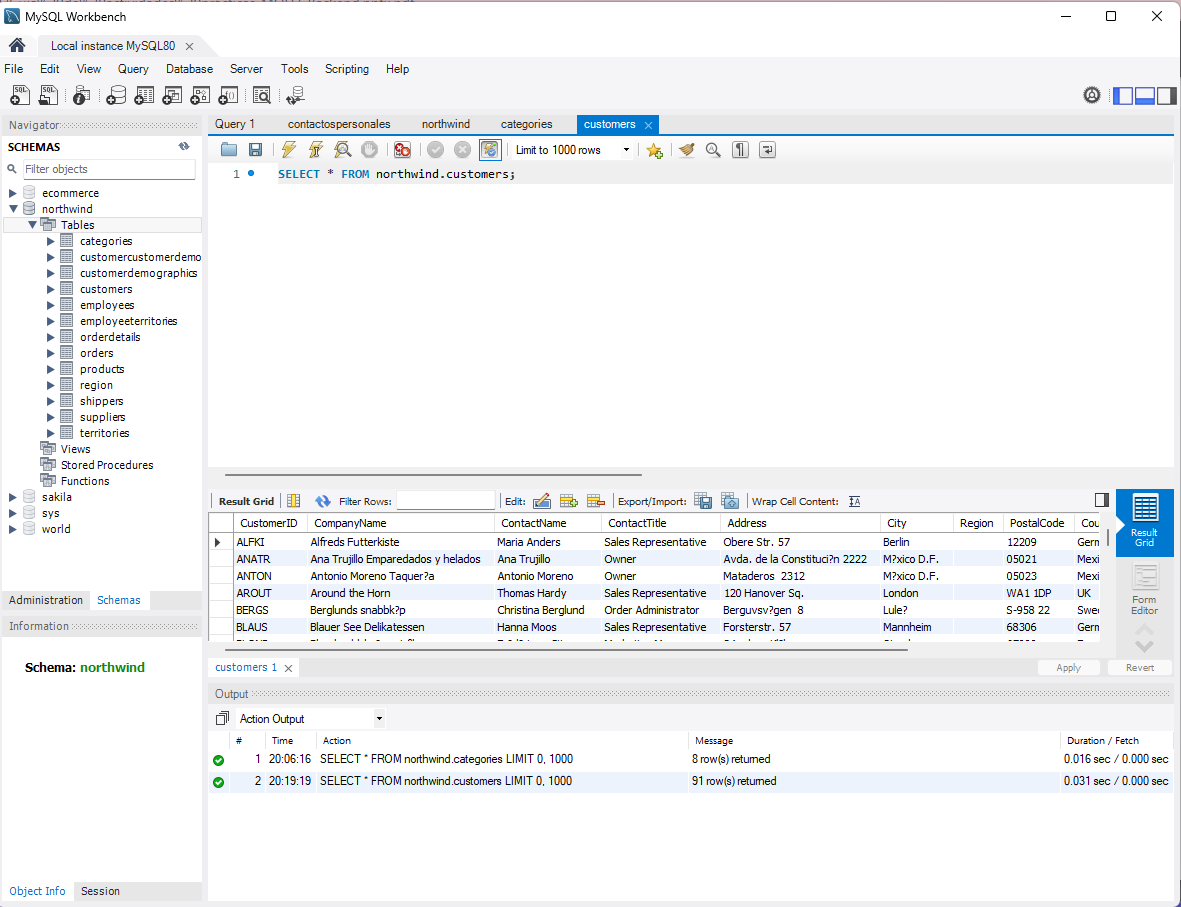 MySQL Workbench
Local instance MySQL80
File Edit View Query Database Server Tools Scripting Help
Navigator
SCHEMAS
Filter objects
ecommerce
northwind
Tables
categories
customercustomerdemo
customerdemographics
customers
employees
employeeterritories
orderdetails
orders
products
region
shippers
suppliers
territories
Views
Stored Procedures
Functions
sakila
sys
world
Administration Schemas
Information
Schema: northwind
Object Info Session
Query 1 contactospersonales northwind categories customers
Limit to 1000 rows
1 SELECT * FROM northwind.customers;
Result Grid Filter Rows: Edit: Export/Import: Wrap Cell Content:
CustomerID CompanyName ContactName ContactTitle Address City Region PostalCode Cou
ALFKI Alfreds Futterkiste Maria Anders Sales Representative Obere Str. 57 Berlin 12209 Germ
ANATR Ana Trujillo Emparedados y helados Ana Trujillo Owner Avda. de la Constituci?n 2222 M?xico D.F. 05021 Mexi
ANTON Antonio Moreno Taquer?a Antonio Moreno Owner Mataderos 2312 M?xico D.F. 05023 Mexi
AROUT Around the Horn Thomas Hardy Sales Representative 120 Hanover Sq. London WA1 1DP UK
BERGS Berglunds snabbk?p Christina Berglund Order Administrator Berguvsv?gen 8 Lule? S-958 22 Swe
BLAUS Blauer See Delikatessen Hanna Moos Sales Representative Forsterstr. 57 Mannheim 68306 Germ
Result Grid
Form Editor
customers 1
Apply Revert
Output
Action Output
# Time Action Message Duration / Fetch
1 20:06:16 SELECT * FROM northwind.categories LIMIT 0, 1000 8 row(s) returned 0.016 sec / 0.000 sec
2 20:19:19 SELECT * FROM northwind.customers LIMIT 0, 1000 91 row(s) returned 0.031 sec / 0.000 sec